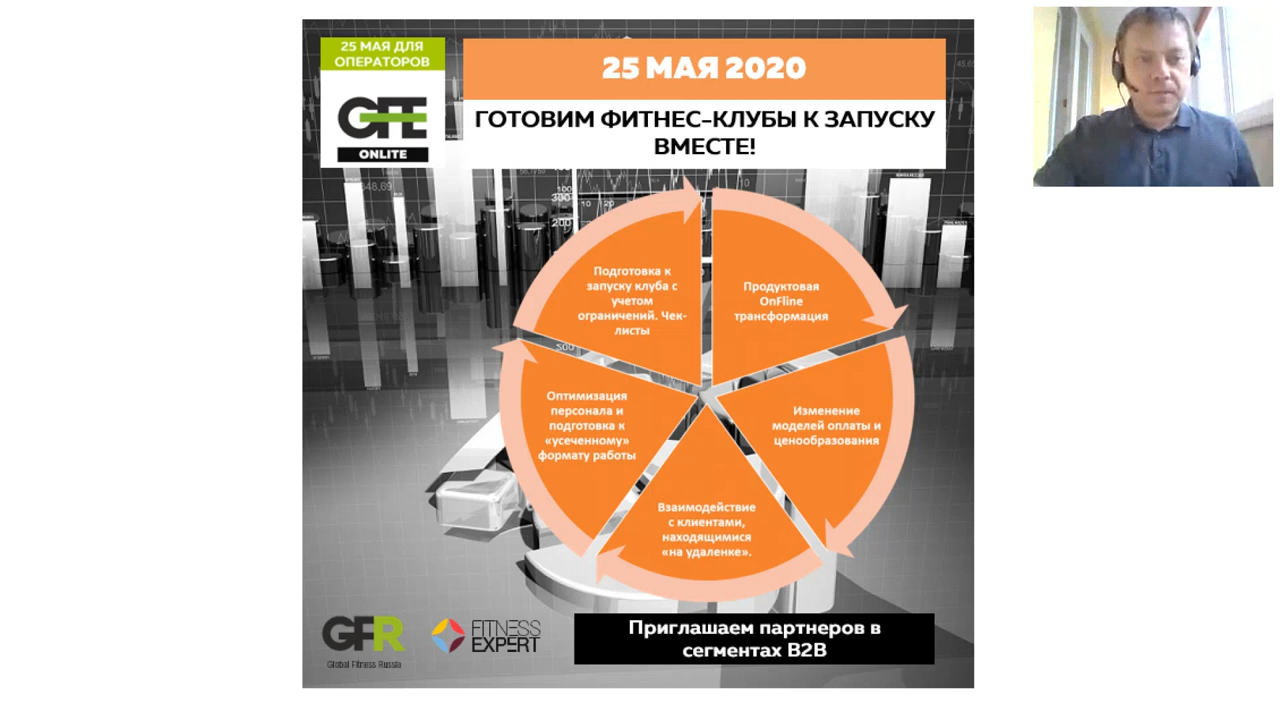 25 МАЯ ДЛЯ
ОПЕРАТОРОВ
GFE
ONLITE
25 МАЯ 2020
ГОТОВИМ ФИТНЕС-КЛУБЫ К ЗАПУСКУ
ВМЕСТЕ!
Подготовка к
запуску клуба с
учетом
ограничений. Чек-
листы
Продуктовая
OnFline
трансформация
Оптимизация
персонала и
подготовка к
«усеченному»
формату работы
Изменение
моделей оплаты и
ценообразования
Взаимодействие
с клиентами,
находящимися
«на удаленке».
GFR
Global Fitness Russia
FITNESS
EXPERT
Приглашаем партнеров в
сегментах B2B